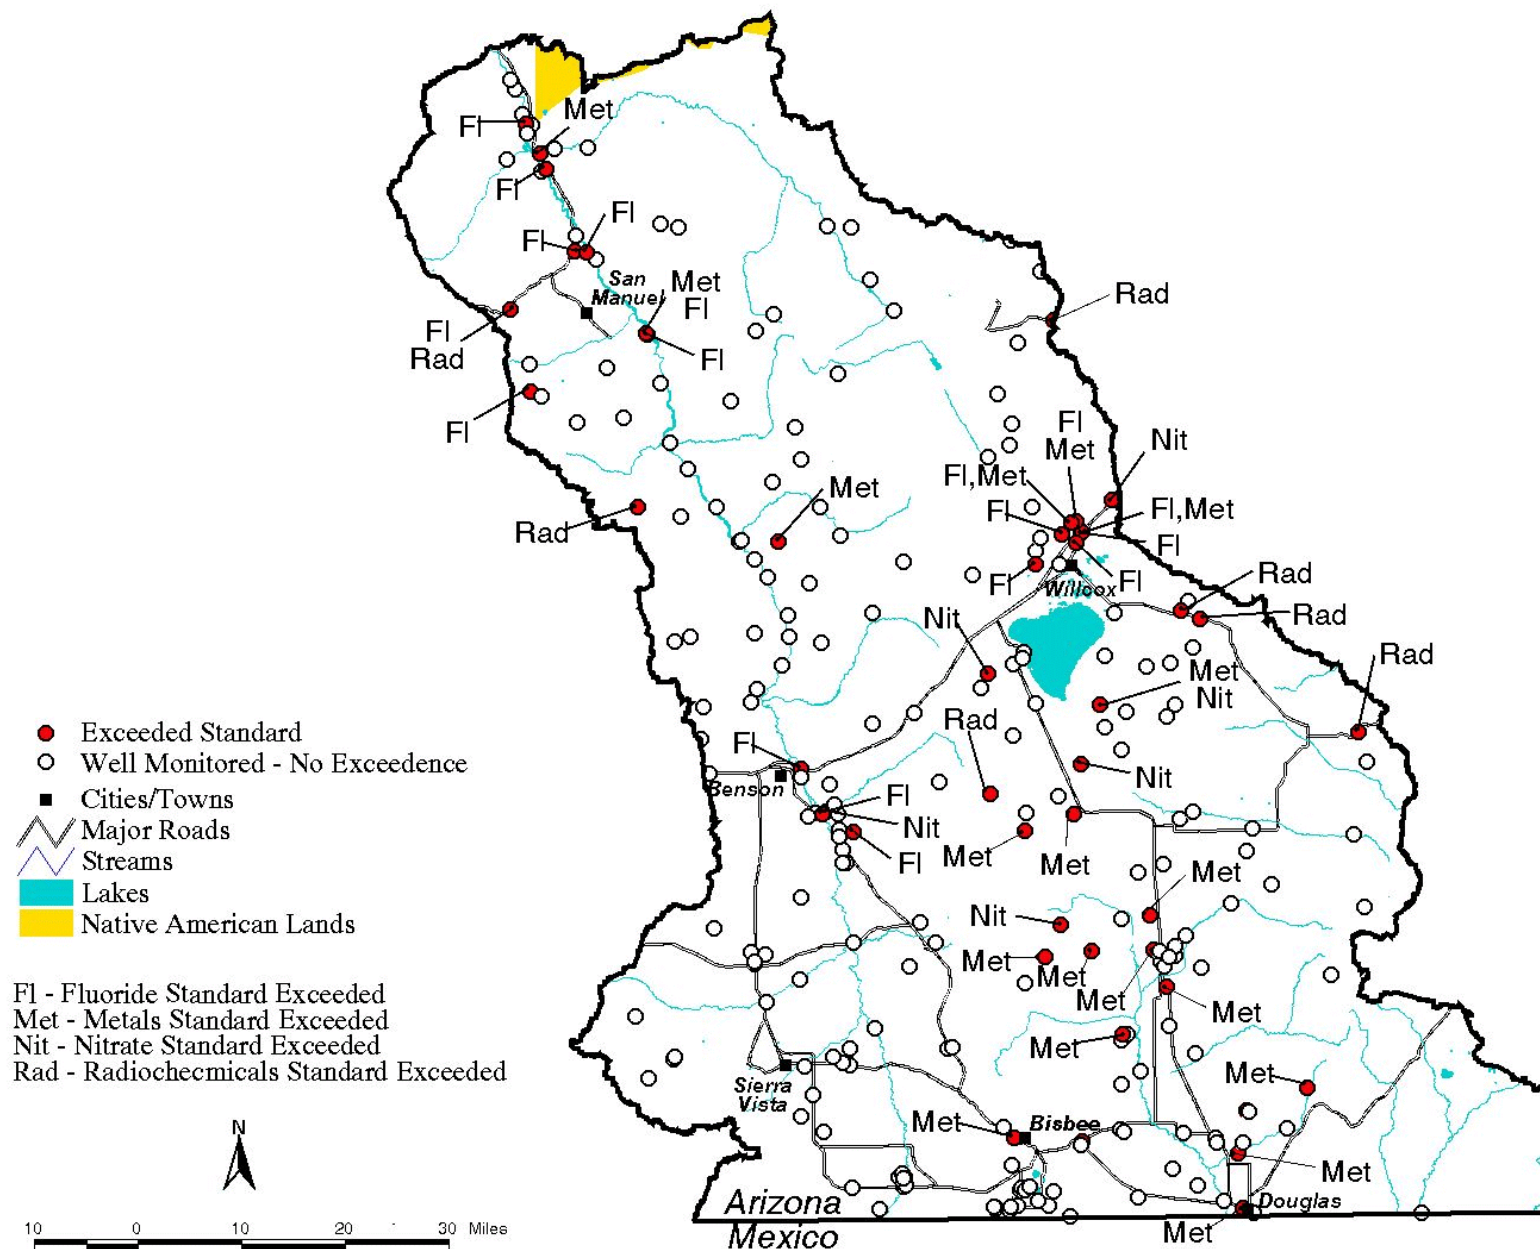 Met
Fl
Fl
Fl
Fl
San
Manuel
Met
Fl
Rad
Fl
Rad
Fl
Fl
Fl
Met
Nit
Fl,Met
Met
Fl
Fl,Met
Rad
Fl
Fl
Fl
Willcox
Rad
Rad
Nit
Rad
Met
Nit
Rad
Exceeded Standard
Fl
Well Monitored - No Exceedence
Nit
Benson
Cities/Towns
Fl
Major Roads
Nit
Streams
Met
Fl
Met
Lakes
Met
Native American Lands
Nit
Met
Met
Fl - Fluoride Standard Exceeded
Met
Met - Metals Standard Exceeded
Met
Nit - Nitrate Standard Exceeded
Met
Rad - Radiochecmicals Standard Exceeded
Met
Sierra
Vista
N
Met
Bisbee
Met
Arizona
Douglas
10 0 10 20 30 Miles
Mexico
Met